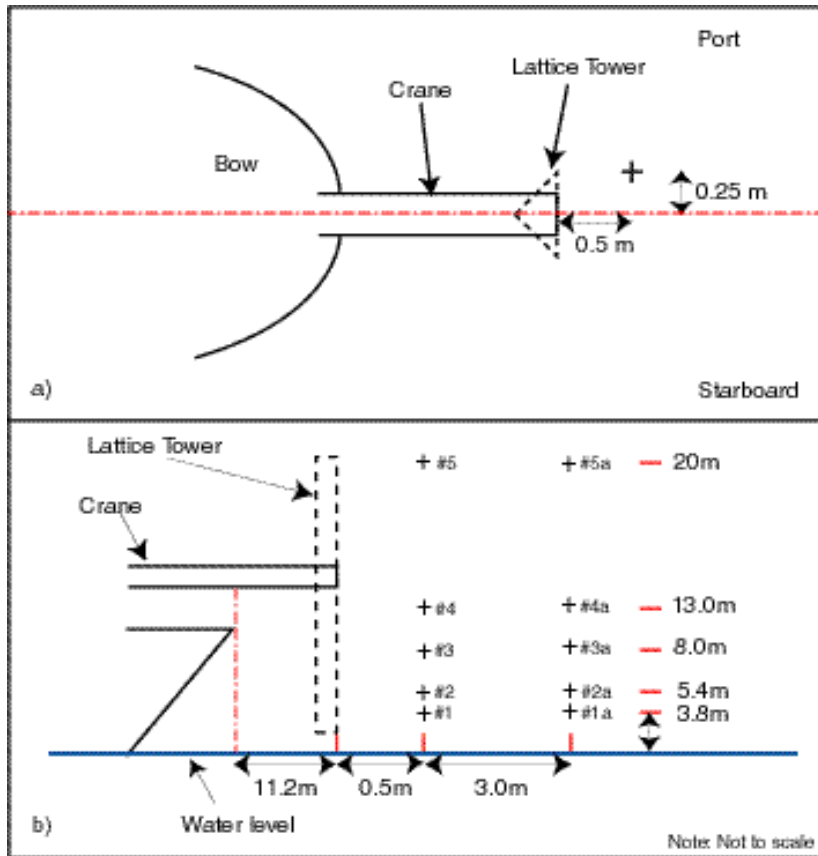 Port
Lattice Tower
Crane
Bow
0.25 m
0.5 m
a)
Starboard
Lattice Tower
#5
#5a
20m
Crane
#4
#4a
13.0m
#3
#3a
8.0m
#2
#2a
5.4m
#1
#1a
3.8m
11.2m
0.5m
3.0m
b)
Water level
Note: Not to scale